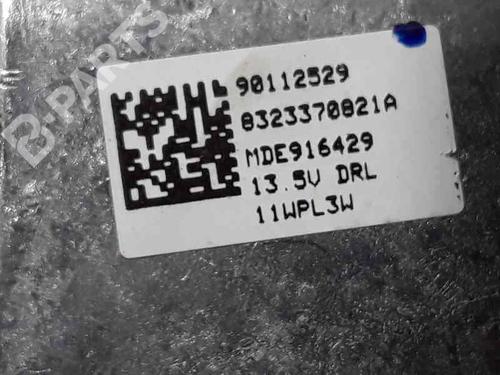 B-PARTS
90112529
8323370821A
MDE916429
13.5V DRL
11WPL3W